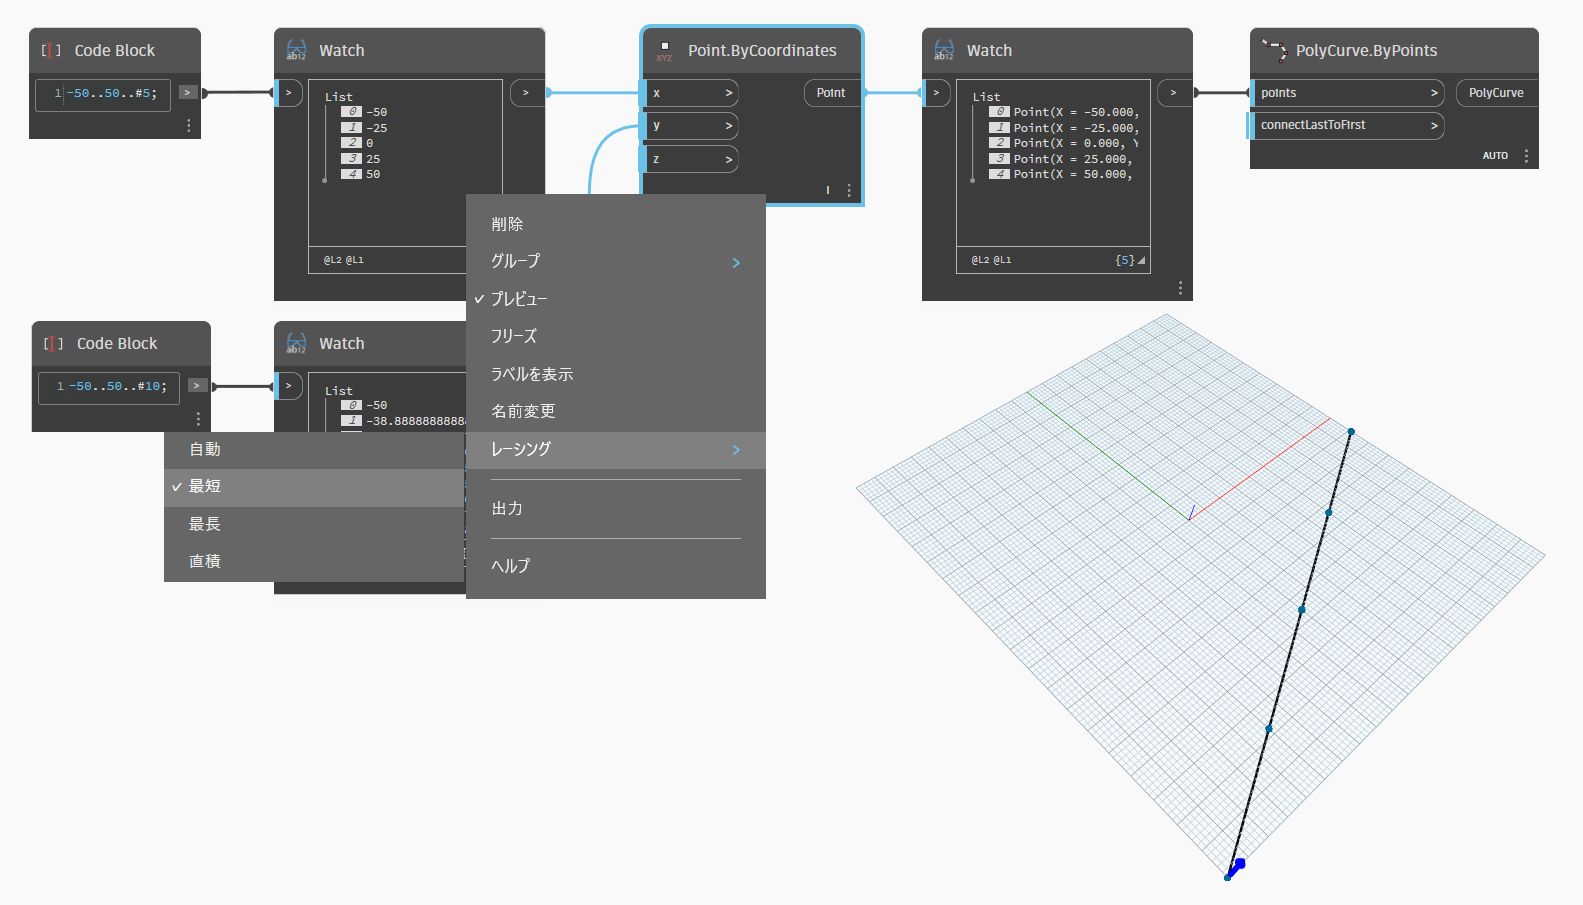 Code Block
1 -50..50..#5;
>
Watch
>
List
0 -50
1 -25
2 0
3 25
4 50
@L2 @L1
>
Point.ByCoordinates
XYZ
x >
y >
z >
Point
l
Watch
>
List
0 Point(X = -50.000,
1 Point(X = -25.000,
2 Point(X = 0.000, Y
3 Point(X = 25.000,
4 Point(X = 50.000,
@L2 @L1
{5}
>
PolyCurve.ByPoints
points >
connectLastToFirst >
PolyCurve
AUTO
Code Block
1 -50..50..#10;
>
Watch
>
List
0 -50
1 -38.88888888888
削除
グループ >
プレビュー
フリーズ
ラベルを表示
名前変更
レーシング >
出力
ヘルプ
自動
最短
最長
直積